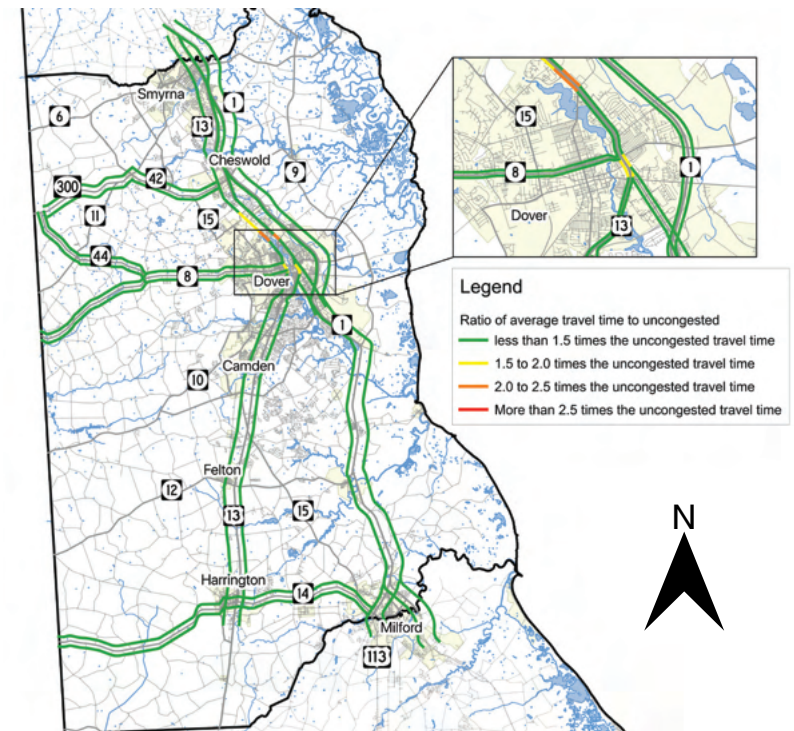 Smyrna
6
1
13
Cheswold
9
42
300
11
15
44
8
Dover
1
Camden
10
Felton
12
13
15
Harrington
14
Milford
113
15
8
1
Dover
13
Legend
Ratio of average travel time to uncongested
less than 1.5 times the uncongested travel time
1.5 to 2.0 times the uncongested travel time
2.0 to 2.5 times the uncongested travel time
More than 2.5 times the uncongested travel time
N